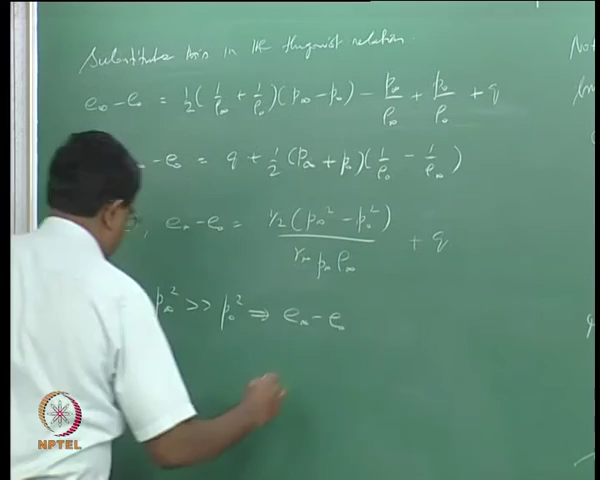 Substitute this in the Hugoniot relation.
Not
e∞ − e₀ = ½(1/ρ∞ + 1/ρ₀)(p∞ − p₀) − p∞/ρ∞ + p₀/ρ₀ + q
− e₀ = q + ½(p∞ + p₀)(1/ρ₀ − 1/ρ∞)
, e∞ − e₀ = ½(p∞² − p₀²)/(γ∞ p∞ ρ∞) + q
p∞² >> p₀² ⇒ e∞ − e₀
NPTEL